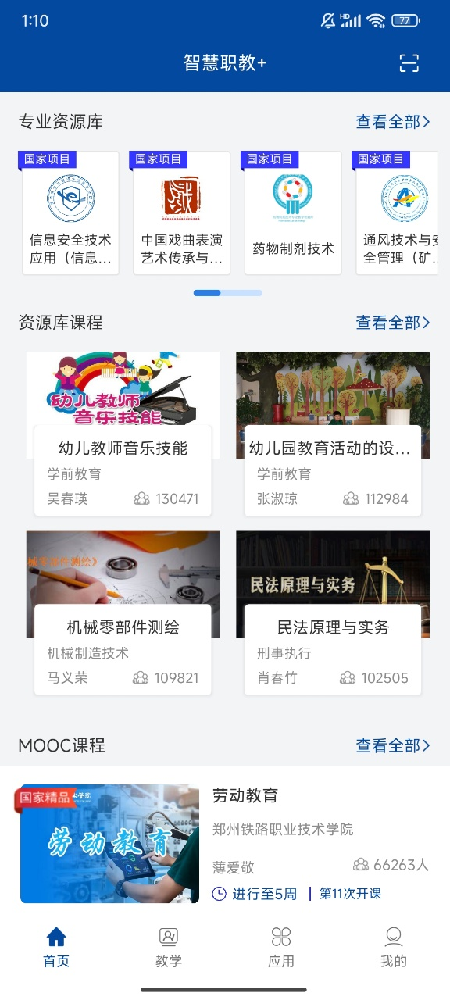 1:10
HD
77
智慧职教+
专业资源库
查看全部
国家项目
国家项目
国家项目
国家项目
信息安全技术
应用（信息...
中国戏曲表演
艺术传承与...
药物制剂技术
通风技术与安
全管理（矿...
资源库课程
查看全部
幼儿教师
音乐技能
幼儿教师音乐技能
学前教育
吴春瑛
130471
幼儿园教育活动的设...
学前教育
张淑琼
112984
械零部件测绘》
机械零部件测绘
机械制造技术
马义荣
109821
民法原理与实务
民法原理与实务
刑事执行
肖春竹
102505
MOOC课程
查看全部
国家精品
劳动教育
劳动教育
郑州铁路职业技术学院
薄爱敬
66263人
进行至5周
第11次开课
首页
教学
应用
我的